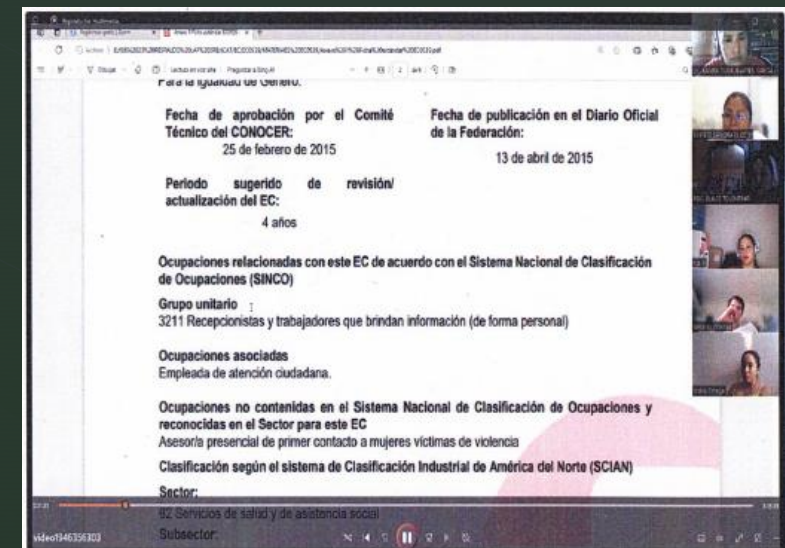 Para la Igualdad de Género.
Fecha de aprobación por el Comité
Técnico del CONOCER:
25 de febrero de 2015
Fecha de publicación en el Diario Oficial
de la Federación:
13 de abril de 2015
Periodo sugerido de revisión/
actualización del EC:
4 años
Ocupaciones relacionadas con este EC de acuerdo con el Sistema Nacional de Clasificación
de Ocupaciones (SINCO)
Grupo unitario
3211 Recepcionistas y trabajadores que brindan información (de forma personal)
Ocupaciones asociadas
Empleada de atención ciudadana.
Ocupaciones no contenidas en el Sistema Nacional de Clasificación de Ocupaciones y
reconocidas en el Sector para este EC
Asesor/a presencial de primer contacto a mujeres víctimas de violencia
Clasificación según el sistema de Clasificación Industrial de América del Norte (SCIAN)
Sector:
62 Servicios de salud y de asistencia social
Subsector:
video1946356303